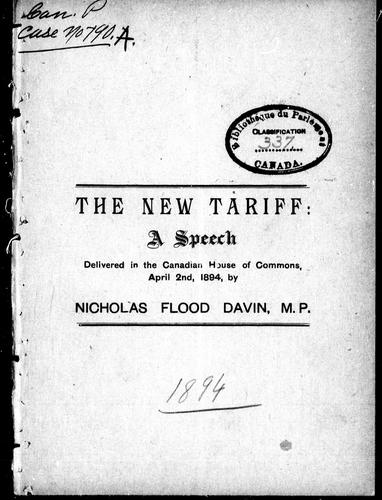 Can. P
Case No 790. A.
Bibliothèque du Parlement
CLASSIFICATION
337
CANADA.
THE NEW TARIFF:
A Speech
Delivered in the Canadian House of Commons,
April 2nd, 1894, by
NICHOLAS FLOOD DAVIN, M.P.
1894